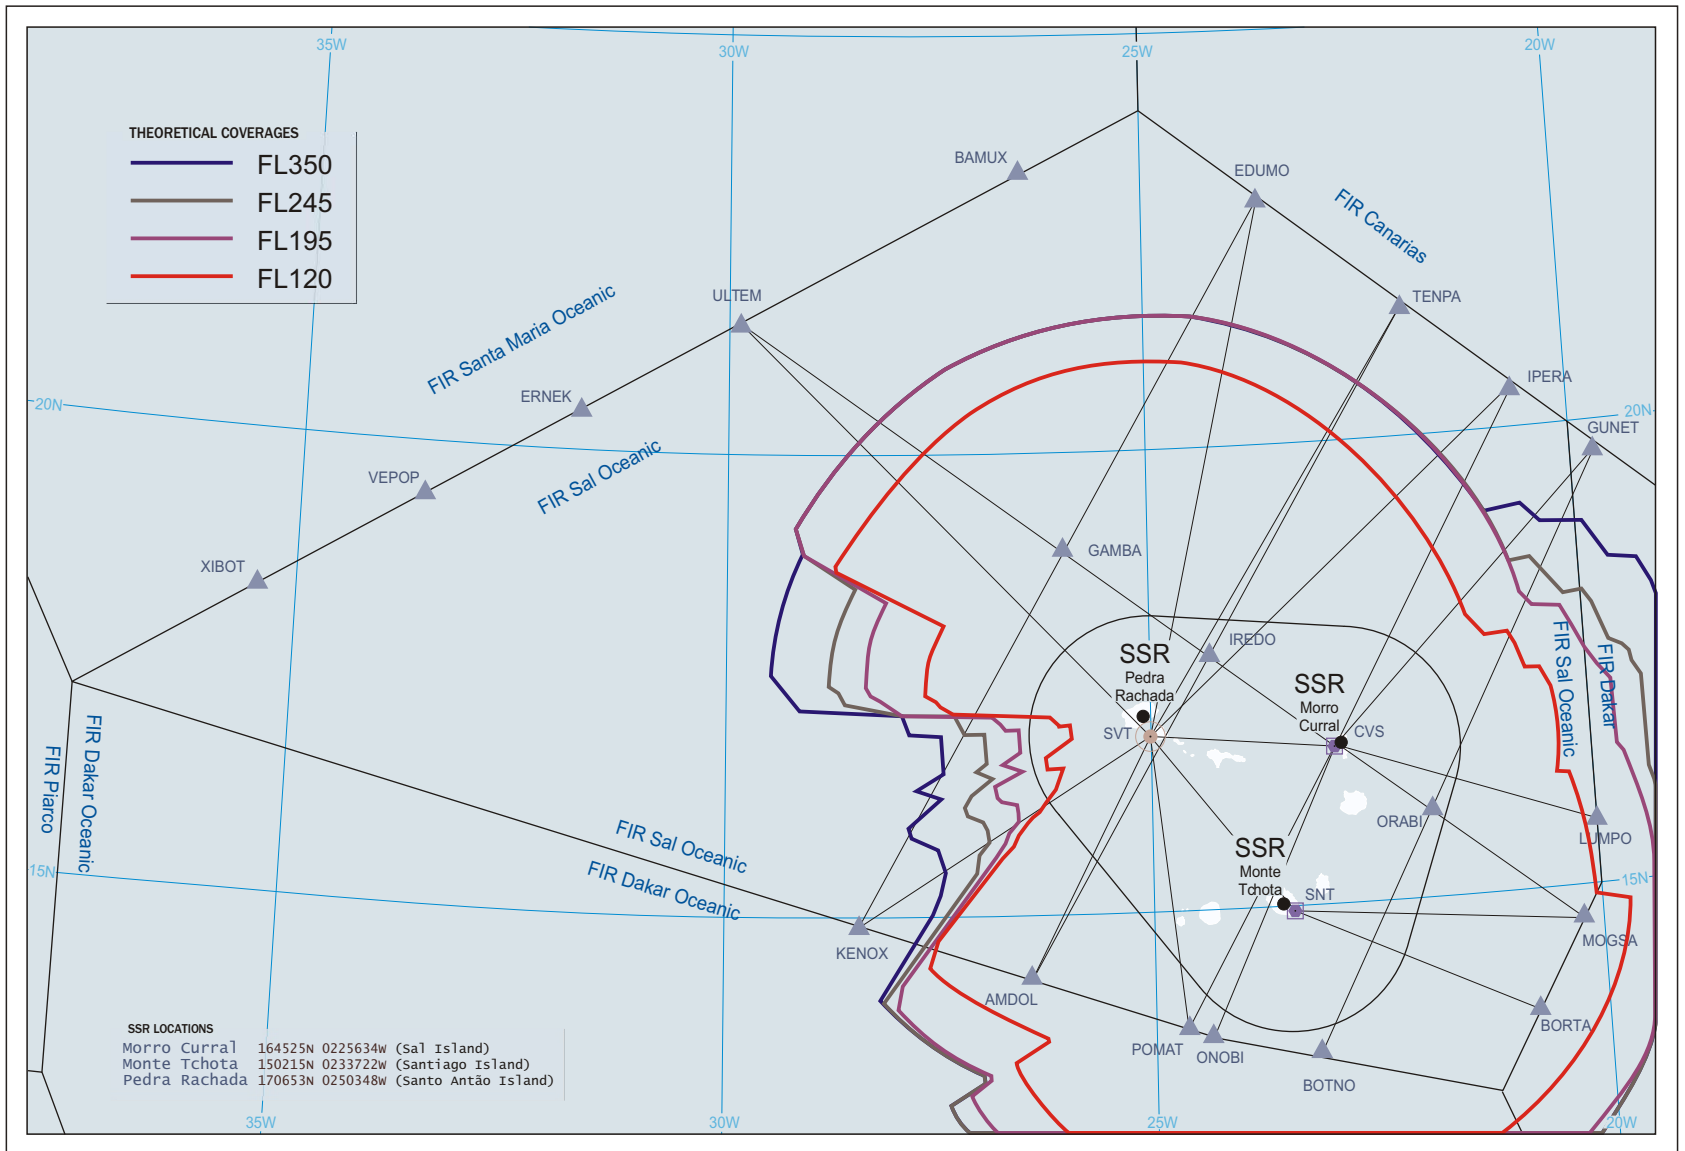 35W
30W
25W
20W
THEORETICAL COVERAGES
FL350
FL245
FL195
FL120
BAMUX
EDUMO
FIR Canarias
ULTEM
TENPA
FIR Santa Maria Oceanic
ERNEK
IPERA
20N
20N
GUNET
FIR Sal Oceanic
VEPOP
GAMBA
XIBOT
IREDO
SSR
Pedra
Rachada
SVT
SSR
Morro
Curral
CVS
FIR Sal Oceanic
FIR Dakar
FIR Piarco
FIR Dakar Oceanic
FIR Sal Oceanic
FIR Dakar Oceanic
ORABI
LUMPO
SSR
Monte
Tchota
SNT
15N
15N
KENOX
MOGSA
AMDOL
BORTA
POMAT
ONOBI
BOTNO
SSR LOCATIONS
Morro Curral 164525N 0225634W (Sal Island)
Monte Tchota 150215N 0233722W (Santiago Island)
Pedra Rachada 170653N 0250348W (Santo Antão Island)
35W
30W
25W
20W